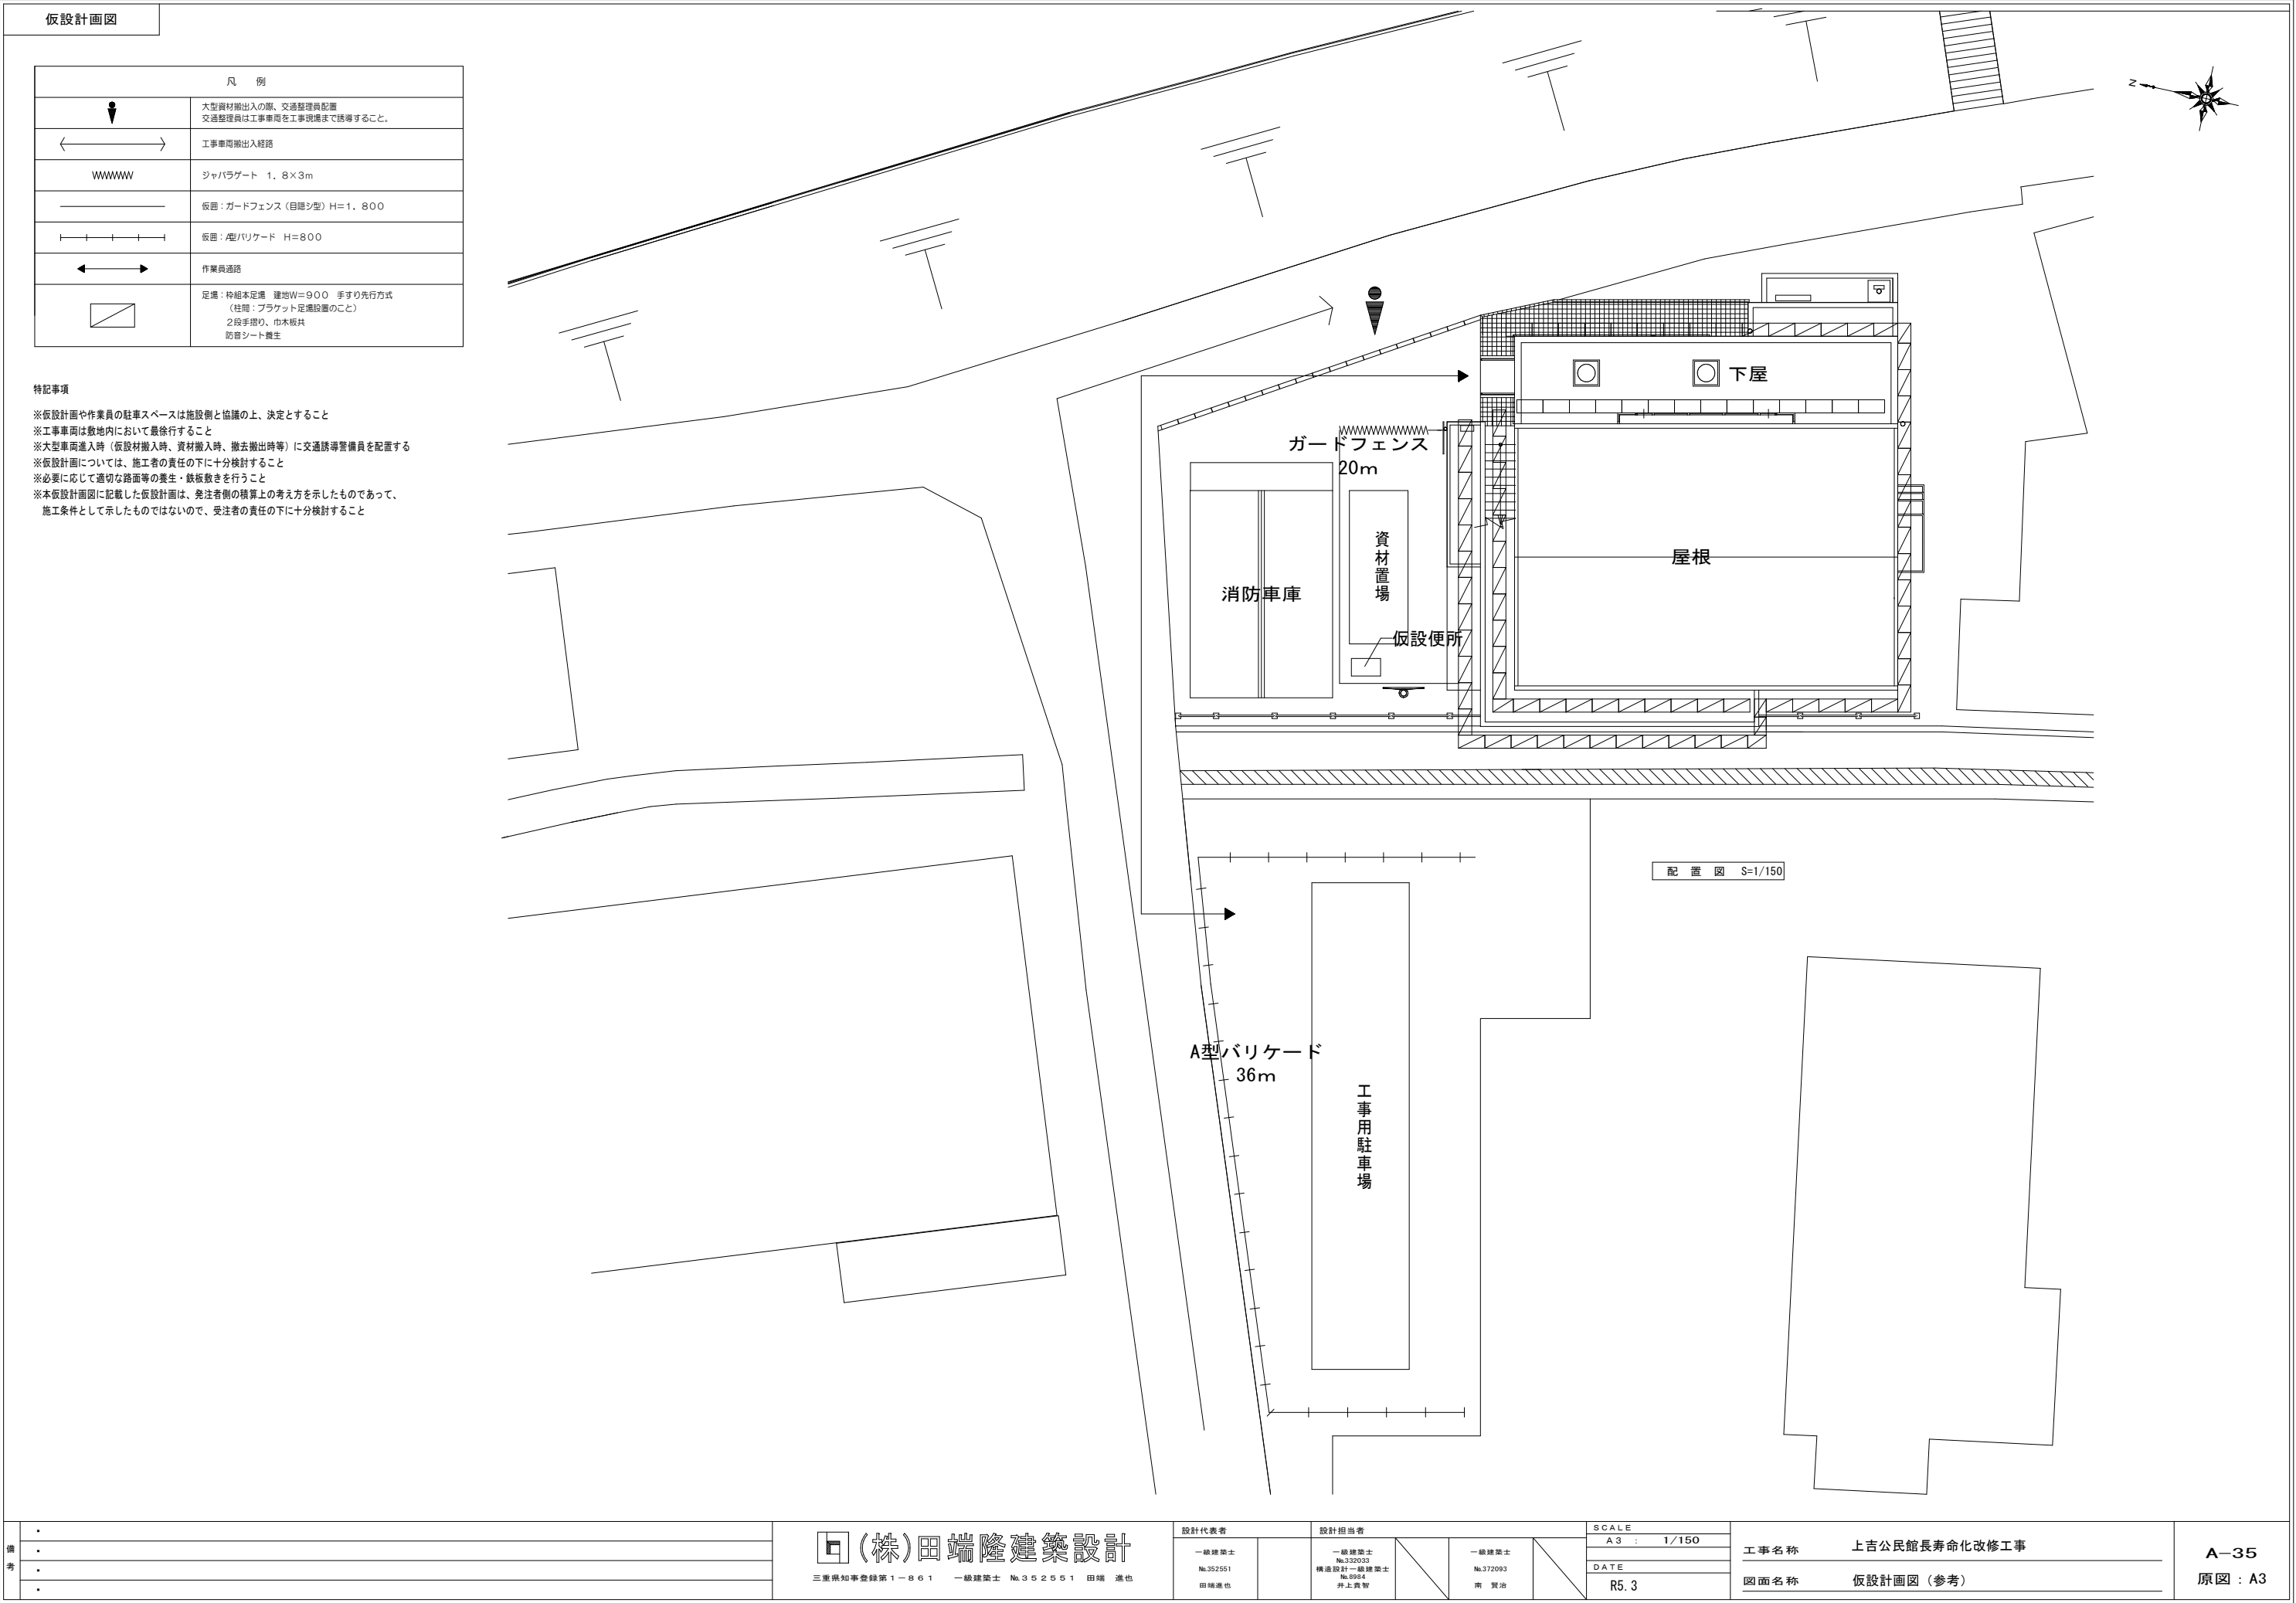 仮設計画図
凡　例
大型資材搬出入の際、交通整理員配置
交通整理員は工事車両を工事現場まで誘導すること。
工事車両搬出入経路
ジャバラゲート　１．８×３ｍ
仮囲：ガードフェンス（目隠シ型）Ｈ＝１，８００
仮囲：A型バリケード　Ｈ＝８００
作業員通路
足場：枠組本足場　建地Ｗ＝９００　手すり先行方式
（柱間：ブラケット足場設置のこと）
２段手摺り、巾木板共
防音シート養生
特記事項
※仮設計画や作業員の駐車スペースは施設側と協議の上、決定とすること
※工事車両は敷地内において最徐行すること
※大型車両進入時（仮設材搬入時、資材搬入時、撤去搬出時等）に交通誘導警備員を配置する
※仮設計画については、施工者の責任の下に十分検討すること
※必要に応じて適切な路面等の養生・鉄板敷きを行うこと
※本仮設計画図に記載した仮設計画は、発注者側の積算上の考え方を示したものであって、
施工条件として示したものではないので、受注者の責任の下に十分検討すること
N
下屋
ガードフェンス
20m
資材置場
屋根
消防車庫
仮設便所
配　置　図　S=1/150
A型バリケード
36m
工事用駐車場
備考
・
・
・
・
(株)田端隆建築設計
三重県知事登録第１－８６１　一級建築士　№３５２５５１　田端　進也
設計代表者
一級建築士
№352551
田端進也
設計担当者
一級建築士
№332033
構造設計一級建築士
№8984
井上貴智
一級建築士
№372093
南　賢治
SCALE
A3　：　1/150
DATE
R5.3
工事名称　上吉公民館長寿命化改修工事
図面名称　仮設計画図（参考）
A−35
原図：A3